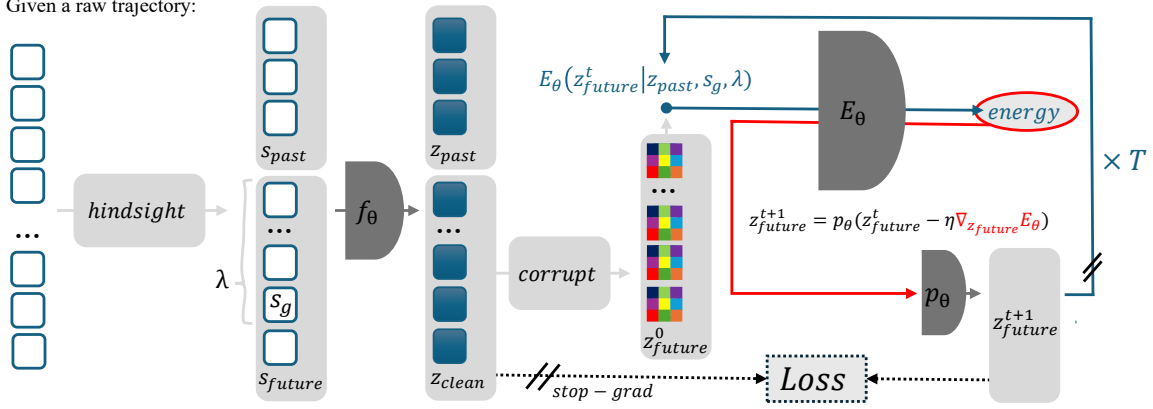 Given a raw trajectory:
...
hindsight
λ
s_past
...
s_g
s_future
f_θ
z_past
...
z_clean
corrupt
E_θ(z^t_future|z_past, s_g, λ)
...
z^0_future
E_θ
energy
× T
z^{t+1}_future = p_θ(z^t_future − η∇_{z_future}E_θ)
p_θ
z^{t+1}_future
stop − grad
Loss